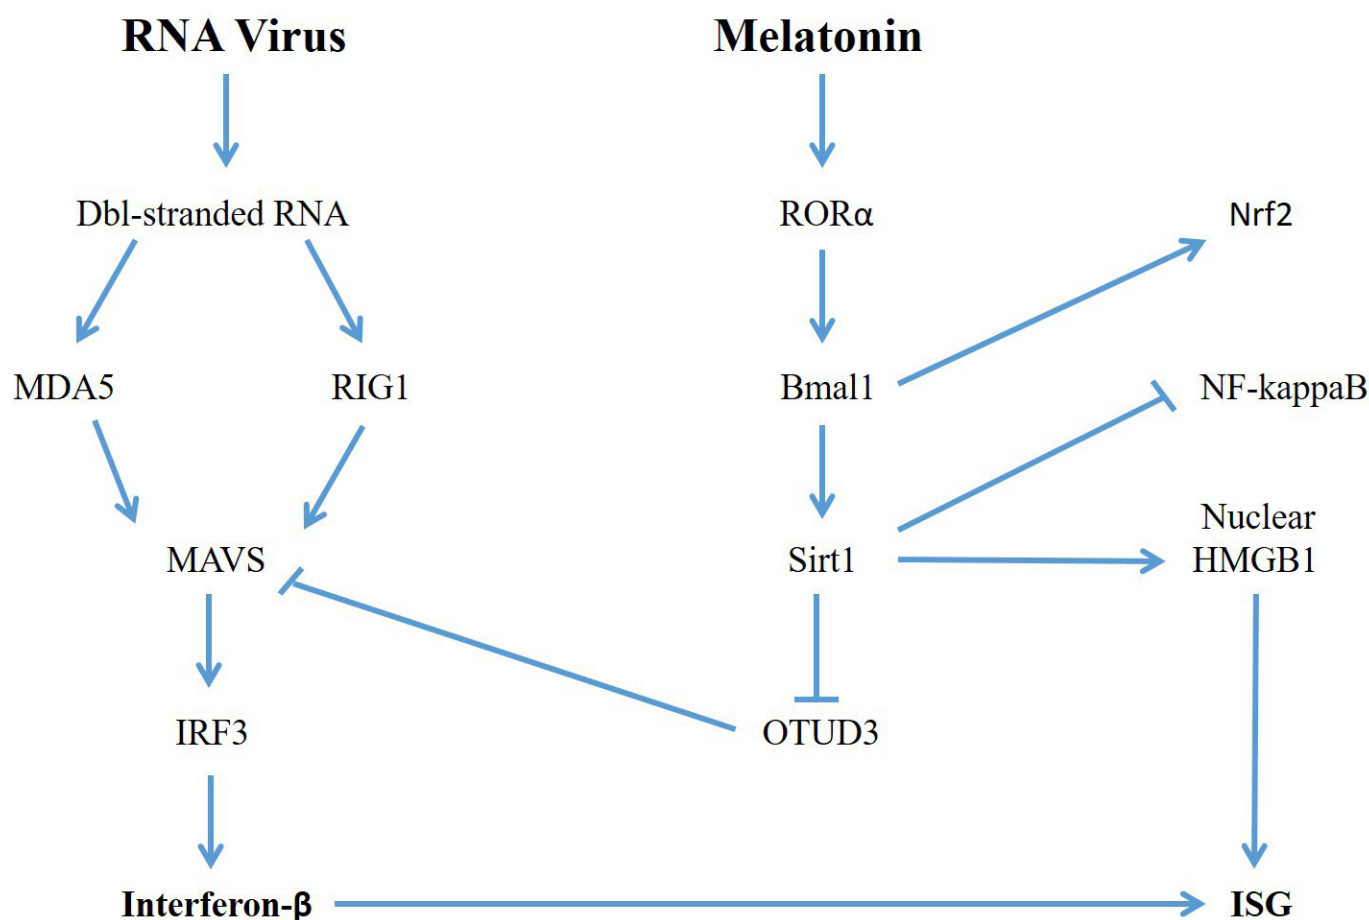 RNA Virus
Melatonin
Dbl-stranded RNA
RORα
Nrf2
MDA5
RIG1
Bmal1
NF-kappaB
MAVS
Sirt1
Nuclear
HMGB1
IRF3
OTUD3
Interferon-β
ISG